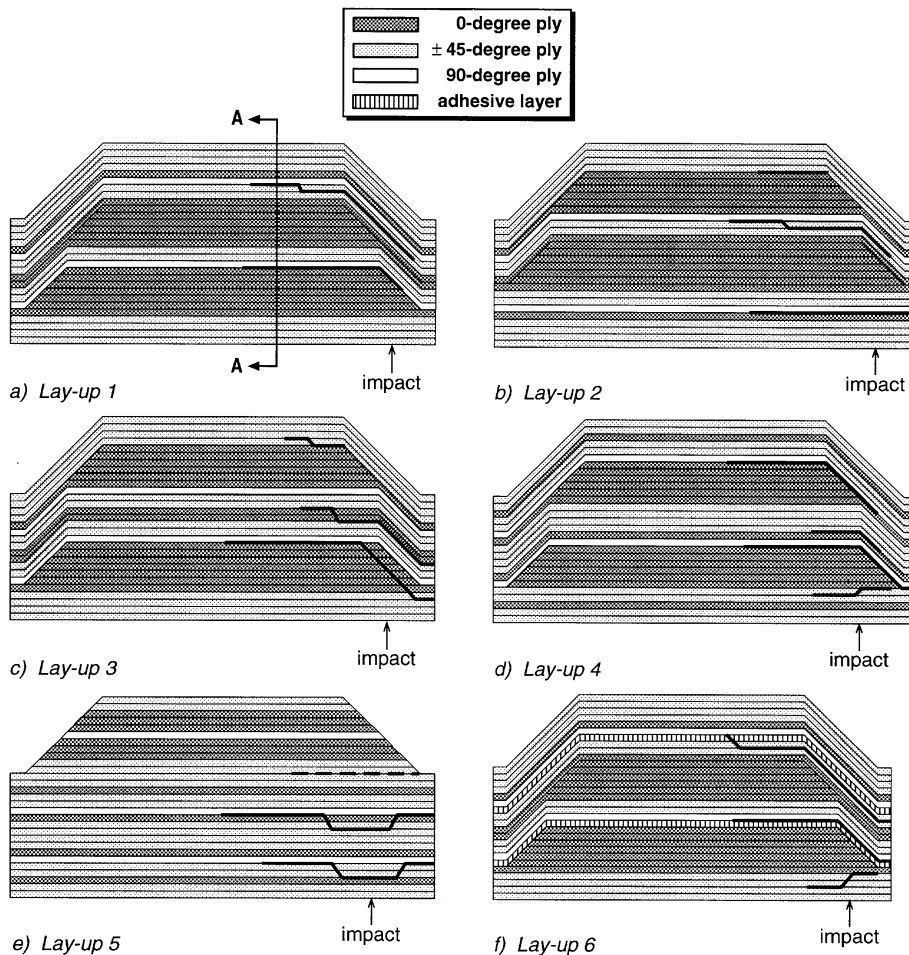 0-degree ply
± 45-degree ply
90-degree ply
adhesive layer
A
A
impact
a) Lay-up 1
impact
b) Lay-up 2
impact
c) Lay-up 3
impact
d) Lay-up 4
impact
e) Lay-up 5
impact
f) Lay-up 6